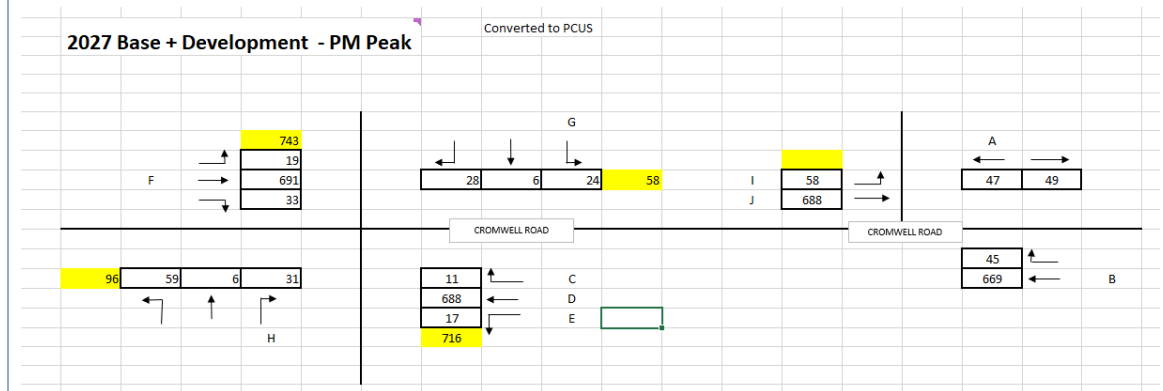 Converted to PCUS
2027 Base + Development - PM Peak
G
A
743
19
F 691
33
28 6 24 58
I 58
J 688
47 49
CROMWELL ROAD
CROMWELL ROAD
45
669 B
96 59 6 31
H
11 C
688 D
17 E
716